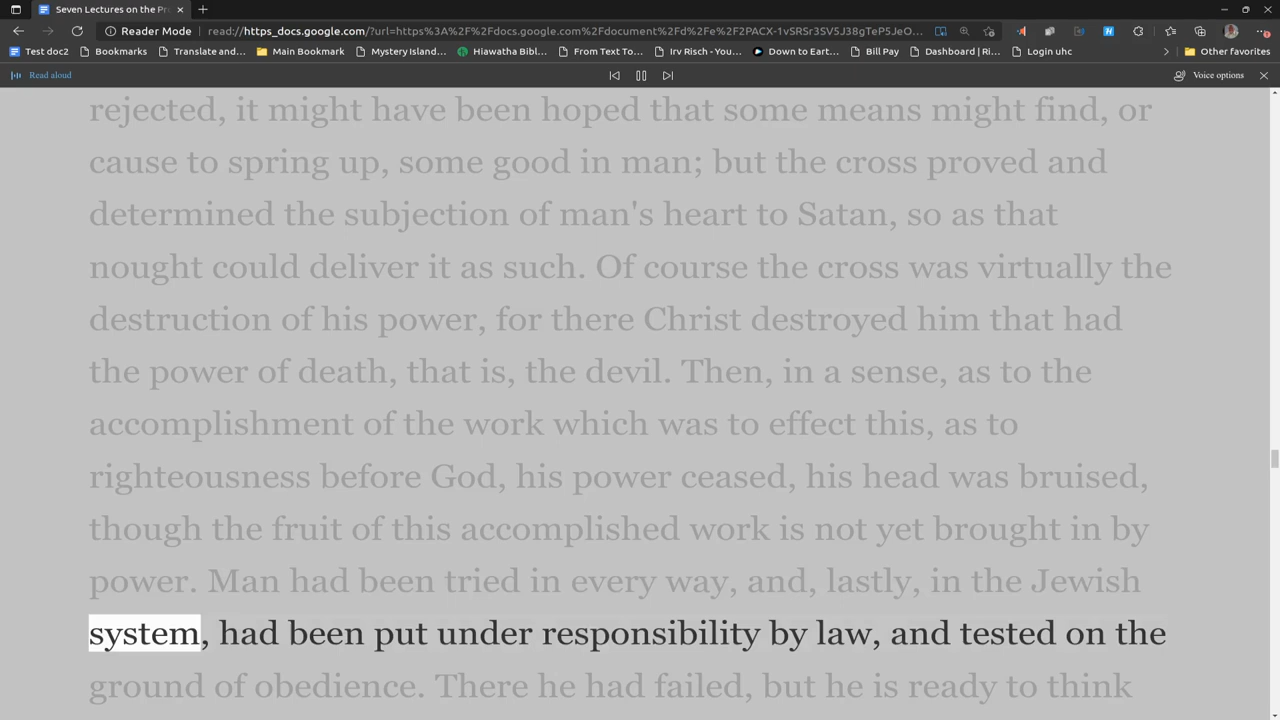 Seven Lectures on the Pro
Reader Mode
read://https_docs.google.com/?url=https%3A%2F%2Fdocs.google.com%2Fdocument%2Fd%2Fe%2F2PACX-1vSRSr3SV5J38gTeP5JeO...
Test doc2
Bookmarks
Translate and...
Main Bookmark
Mystery Island...
Hiawatha Bibl...
From Text To...
Irv Risch - You...
Down to Eart...
Bill Pay
Dashboard | Ri...
Login uhc
Other favorites
Read aloud
Voice options
rejected, it might have been hoped that some means might find, or
cause to spring up, some good in man; but the cross proved and
determined the subjection of man's heart to Satan, so as that
nought could deliver it as such. Of course the cross was virtually the
destruction of his power, for there Christ destroyed him that had
the power of death, that is, the devil. Then, in a sense, as to the
accomplishment of the work which was to effect this, as to
righteousness before God, his power ceased, his head was bruised,
though the fruit of this accomplished work is not yet brought in by
power. Man had been tried in every way, and, lastly, in the Jewish
system, had been put under responsibility by law, and tested on the
ground of obedience. There he had failed, but he is ready to think